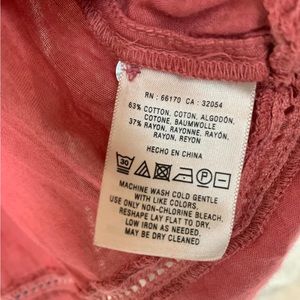 RN : 66170 CA : 32054
63% COTTON, COTON, ALGODÓN,
COTONE, BAUMWOLLE
37% RAYON, RAYONNE, RAYÓN,
RAYON, REYON
HECHO EN CHINA
30 P
MACHINE WASH COLD GENTLE
WITH LIKE COLORS.
USE ONLY NON-CHLORINE BLEACH.
RESHAPE LAY FLAT TO DRY.
LOW IRON AS NEEDED.
MAY BE DRY CLEANED